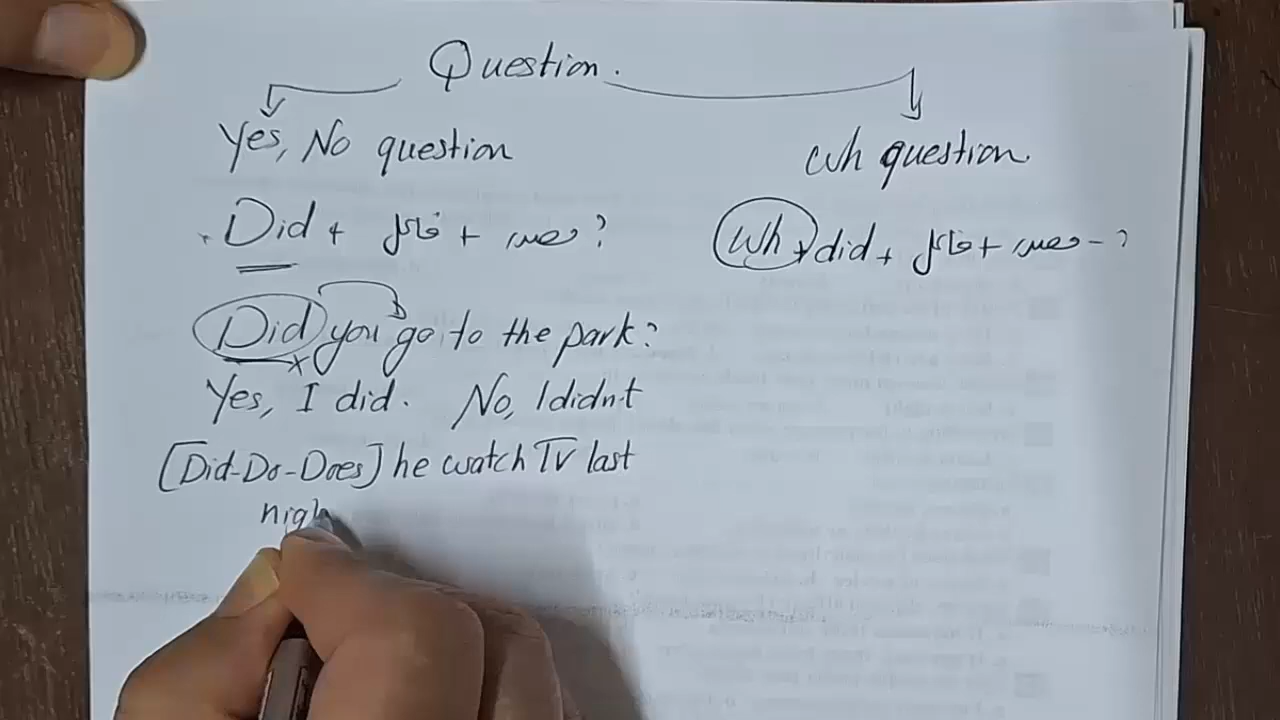 Question.
Yes, No question
Wh question
Did + فاعل + مصدر ?
Wh + did + فاعل + مصدر - ?
Did you go to the park?
Yes, I did. No, I didn't
[Did-Do-Does] he watch TV last
nigh